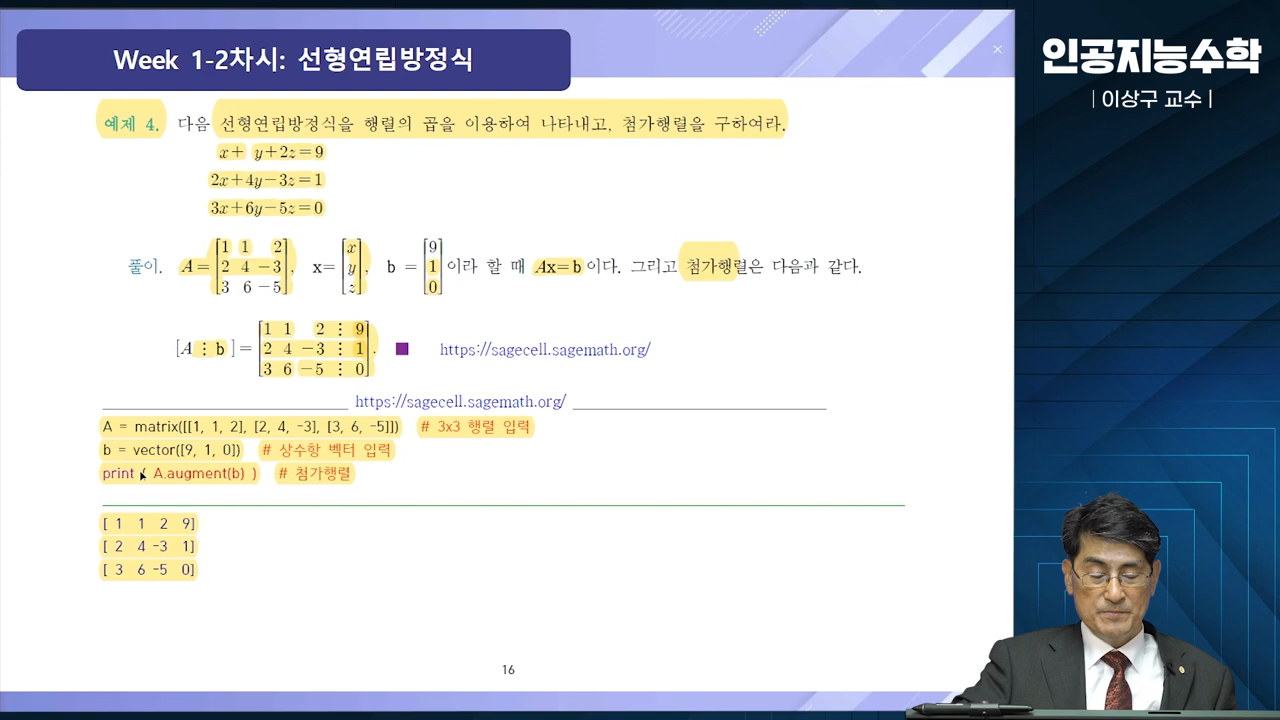 Week 1-2차시: 선형연립방정식
인공지능수학
| 이상구 교수 |
예제 4. 다음 선형연립방정식을 행렬의 곱을 이용하여 나타내고, 첨가행렬을 구하여라.
x+ y+2z=9
2x+4y−3z=1
3x+6y−5z=0
풀이. A=[1 1 2; 2 4 −3; 3 6 −5], x=[x; y; z], b =[9; 1; 0]이라 할 때 Ax=b이다. 그리고 첨가행렬은 다음과 같다.
[A ⋮ b ]=[1 1 2 ⋮ 9; 2 4 −3 ⋮ 1; 3 6 −5 ⋮ 0]. ■ https://sagecell.sagemath.org/
https://sagecell.sagemath.org/
A = matrix([[1, 1, 2], [2, 4, -3], [3, 6, -5]]) # 3x3 행렬 입력
b = vector([9, 1, 0]) # 상수항 벡터 입력
print ( A.augment(b) ) # 첨가행렬
[ 1 1 2 9]
[ 2 4 -3 1]
[ 3 6 -5 0]
16